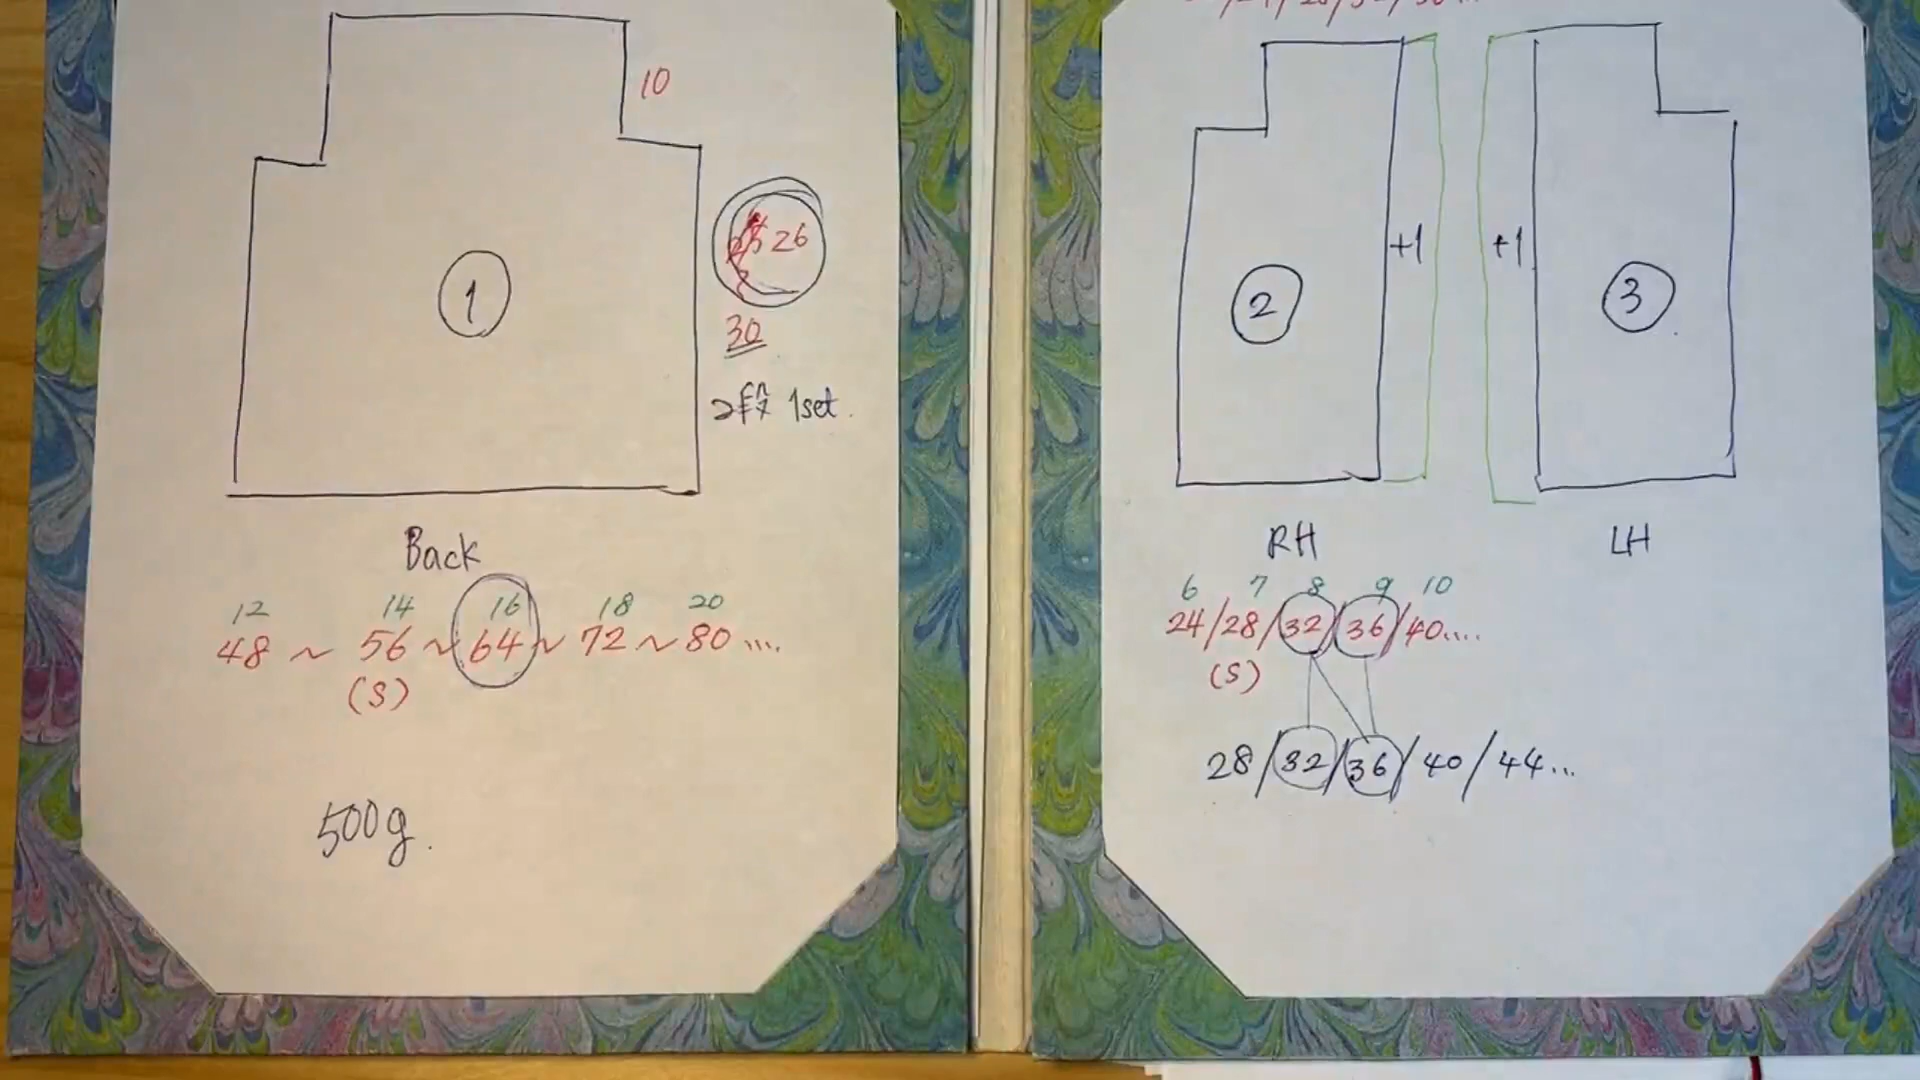 10
26
30
2段 1set.
1
Back
12 14 16 18 20
48 ~ 56 ~ 64 ~ 72 ~ 80 ....
(S)
500g.
+1 +1
2 3
RH LH
6 7 8 9 10
24/28/32/36/40....
(S)
28/32/36/40/44...